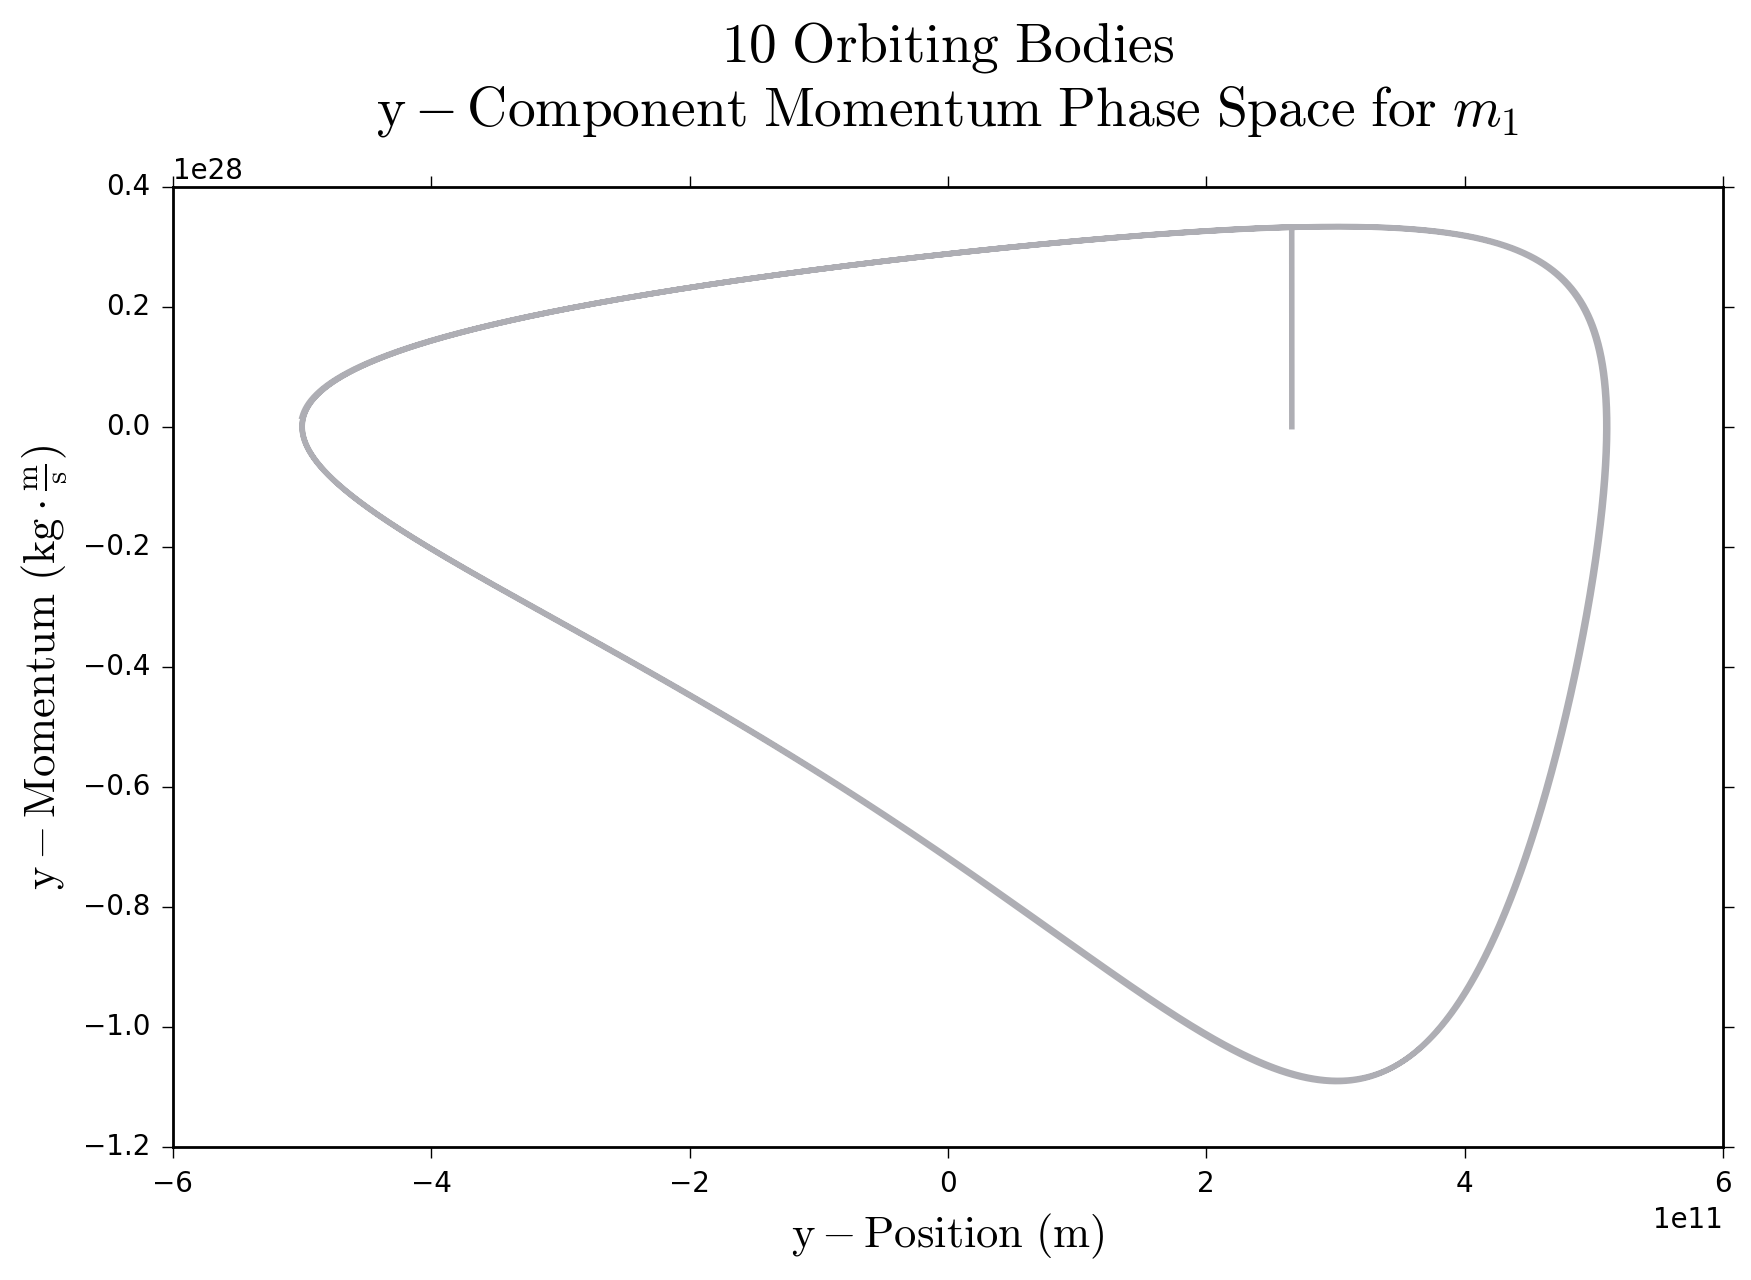 10 Orbiting Bodies
y − Component Momentum Phase Space for m₁
1e28
0.4
0.2
0.0
−0.2
−0.4
−0.6
−0.8
−1.0
−1.2
y − Momentum (kg · m/s)
−6 −4 −2 0 2 4 6
1e11
y − Position (m)